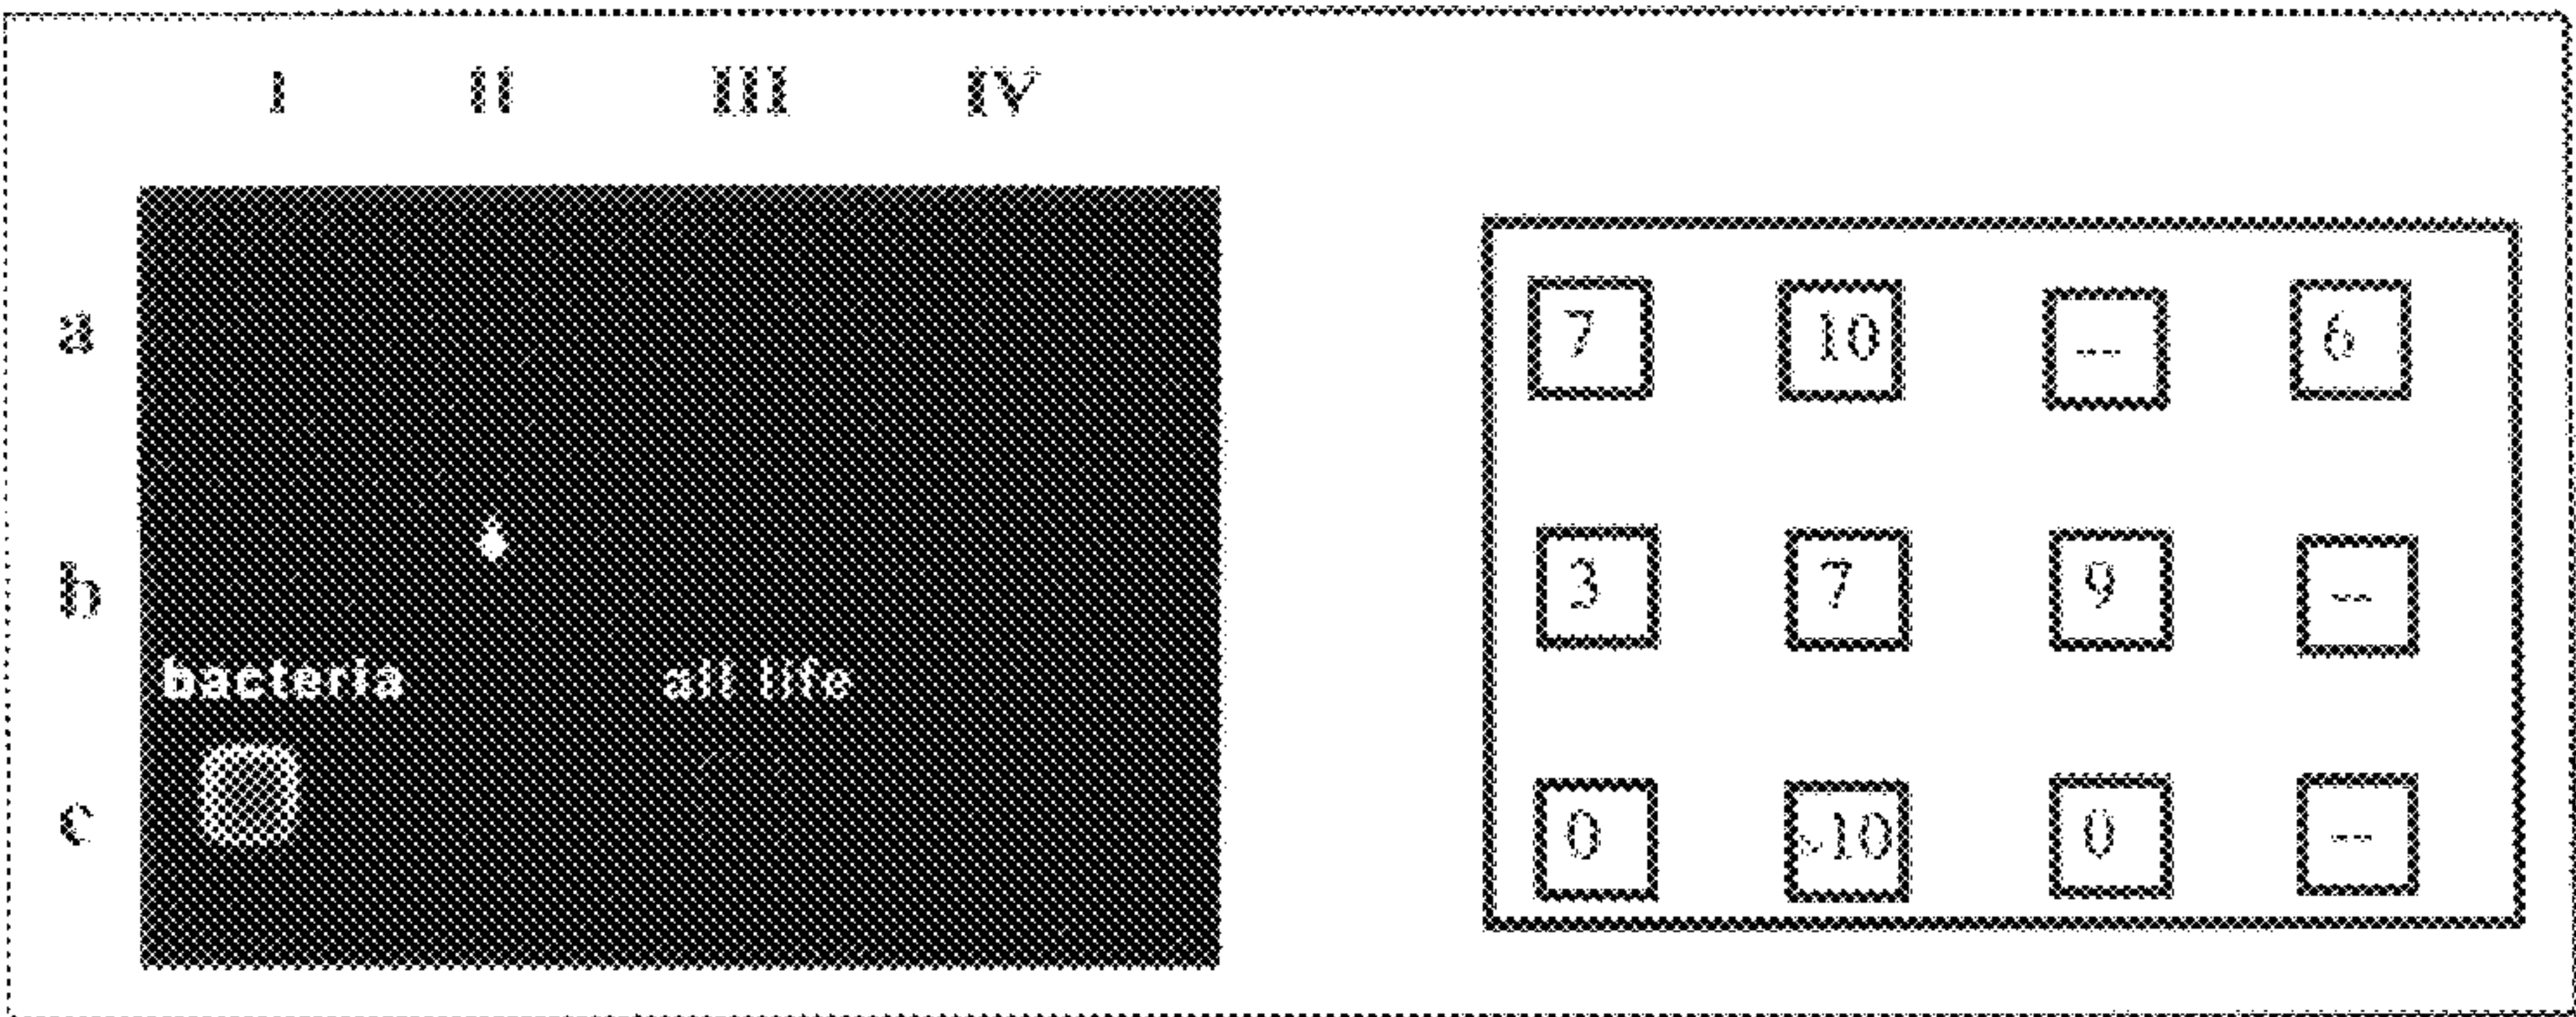 I II III IV
a
7 10 -- 6
b
3 7 9 --
bacteria all life
c
0 >10 0 --